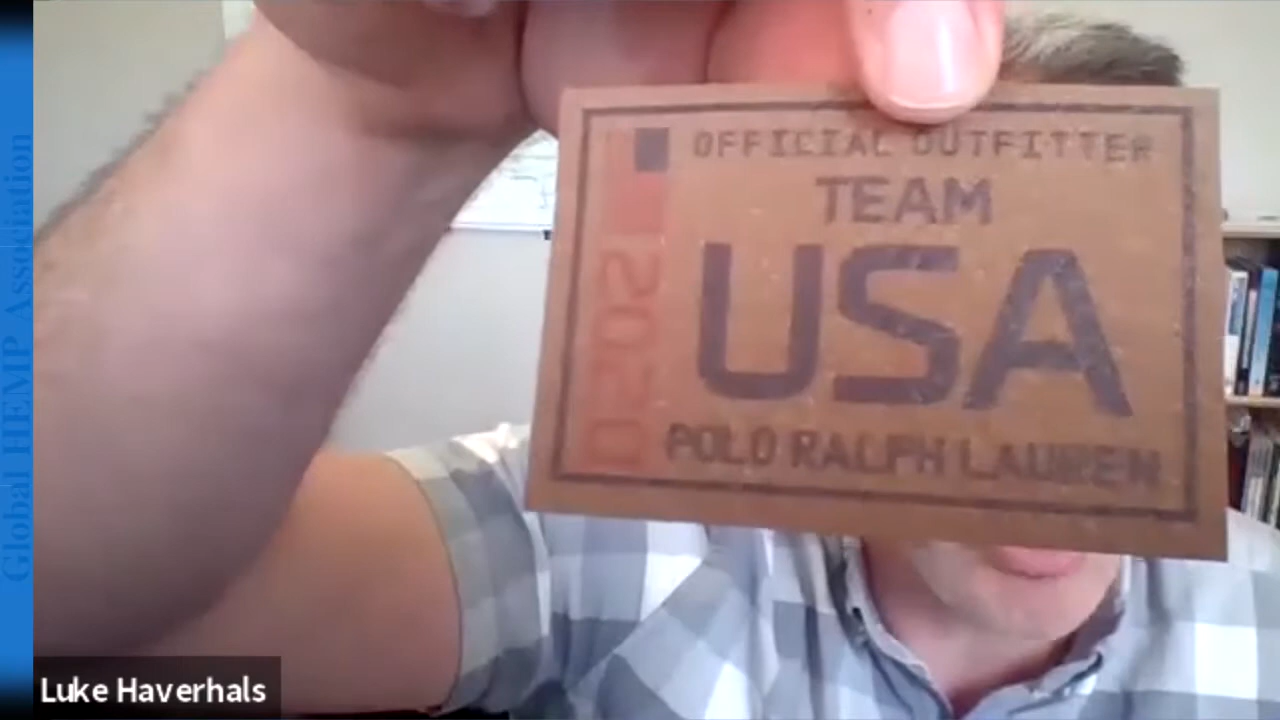 Global HEMP Association
OFFICIAL OUTFITTER
TEAM
USA
2020
POLO RALPH LAUREN
Luke Haverhals